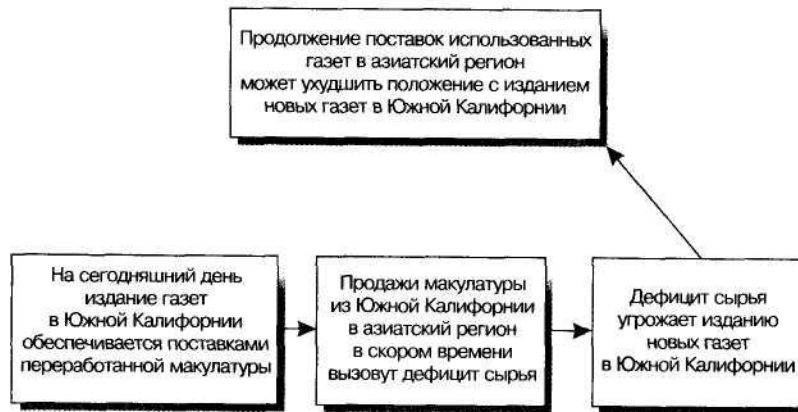 Продолжение поставок использованных
газет в азиатский регион
может ухудшить положение с изданием
новых газет в Южной Калифорнии
На сегодняшний день
издание газет
в Южной Калифорнии
обеспечивается поставками
переработанной макулатуры
Продажи макулатуры
из Южной Калифорнии
в азиатский регион
в скором времени
вызовут дефицит сырья
Дефицит сырья
угрожает изданию
новых газет
в Южной Калифорнии